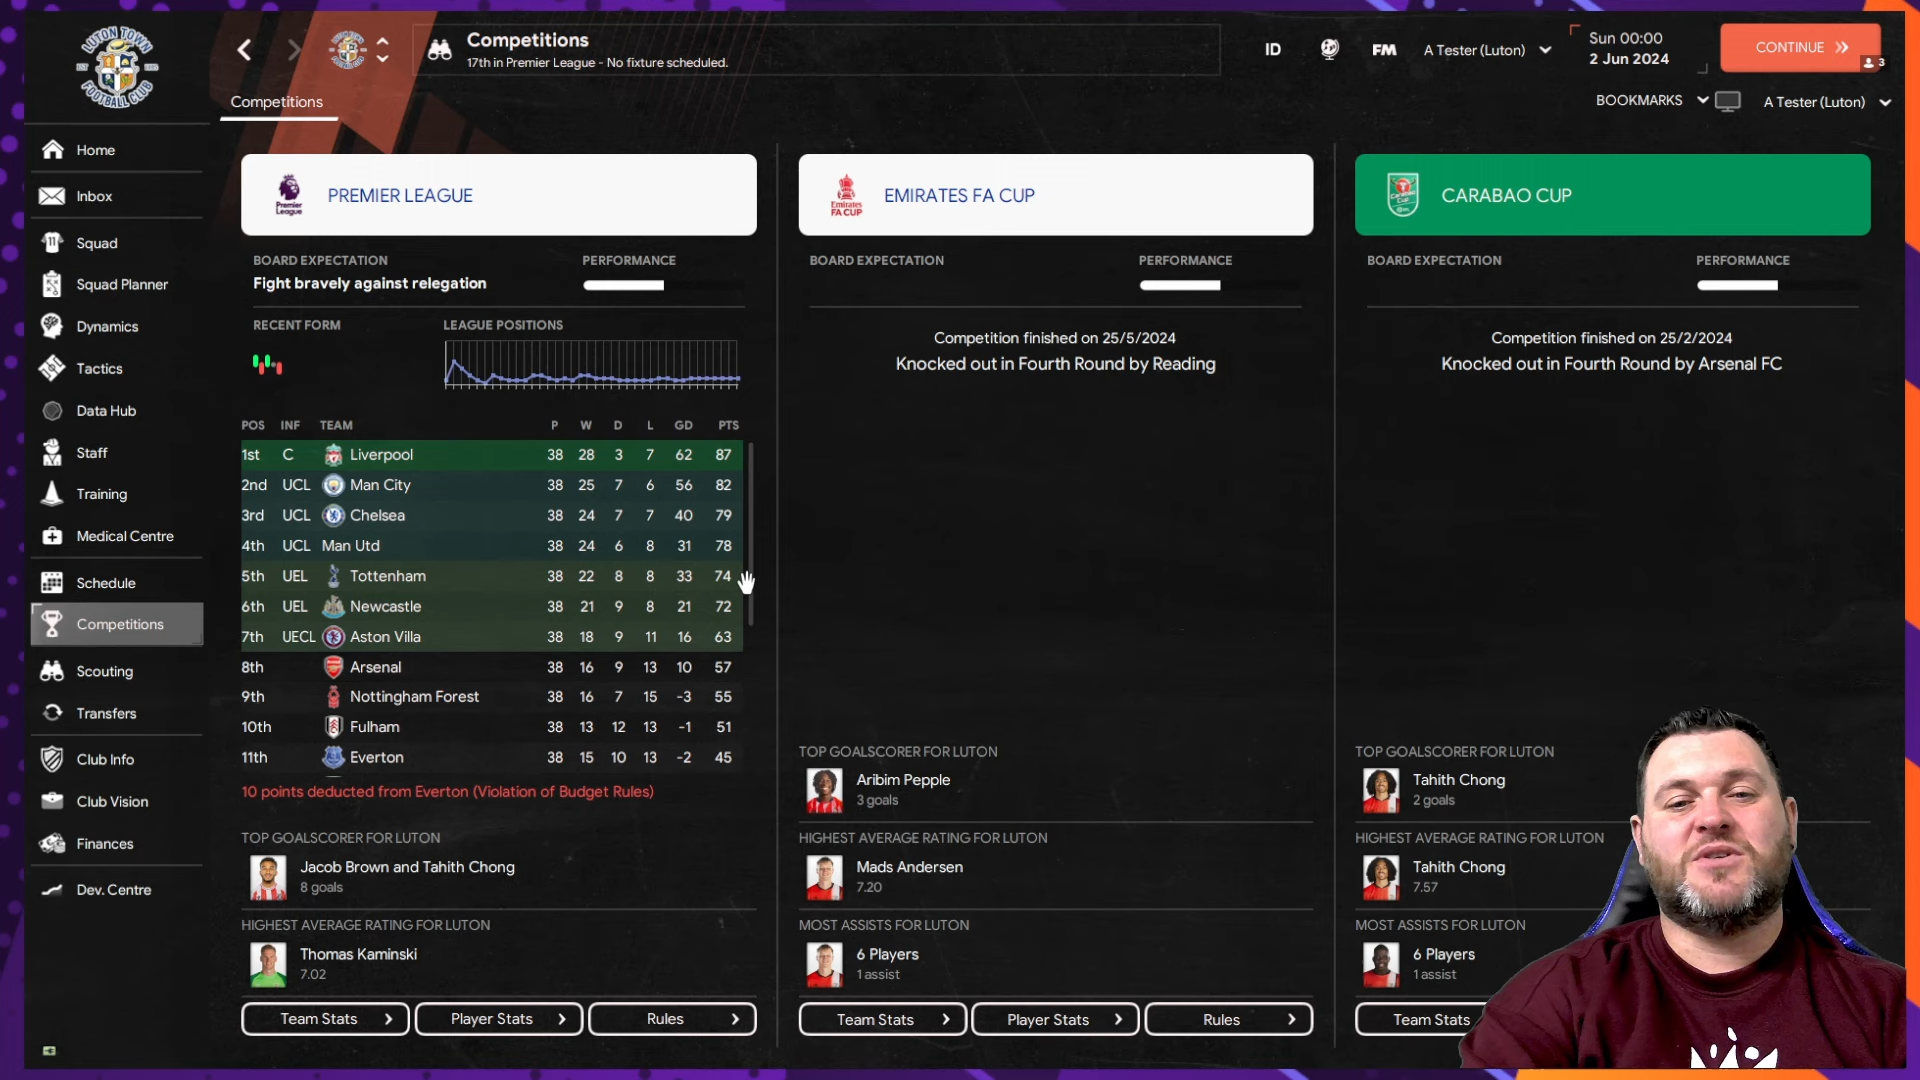 LUTON TOWN
EST 1885
FOOTBALL CLUB
Competitions
17th in Premier League - No fixture scheduled.
ID
FM
A Tester (Luton)
Sun 00:00
2 Jun 2024
CONTINUE
3
Competitions
BOOKMARKS
A Tester (Luton)
Home
Inbox
11
Squad
Squad Planner
Dynamics
Tactics
Data Hub
Staff
Training
Medical Centre
Schedule
Competitions
Scouting
Transfers
Club Info
Club Vision
Finances
Dev. Centre
Premier League
PREMIER LEAGUE
BOARD EXPECTATION
PERFORMANCE
Fight bravely against relegation
RECENT FORM
LEAGUE POSITIONS
POS INF TEAM P W D L GD PTS
1st C Liverpool 38 28 3 7 62 87
2nd UCL Man City 38 25 7 6 56 82
3rd UCL Chelsea 38 24 7 7 40 79
4th UCL Man Utd 38 24 6 8 31 78
5th UEL Tottenham 38 22 8 8 33 74
6th UEL Newcastle 38 21 9 8 21 72
7th UECL Aston Villa 38 18 9 11 16 63
8th Arsenal 38 16 9 13 10 57
9th Nottingham Forest 38 16 7 15 -3 55
10th Fulham 38 13 12 13 -1 51
11th Everton 38 15 10 13 -2 45
10 points deducted from Everton (Violation of Budget Rules)
TOP GOALSCORER FOR LUTON
Jacob Brown and Tahith Chong
8 goals
HIGHEST AVERAGE RATING FOR LUTON
Thomas Kaminski
7.02
Team Stats
Player Stats
Rules
Emirates
FA CUP
EMIRATES FA CUP
BOARD EXPECTATION
PERFORMANCE
Competition finished on 25/5/2024
Knocked out in Fourth Round by Reading
TOP GOALSCORER FOR LUTON
Aribim Pepple
3 goals
HIGHEST AVERAGE RATING FOR LUTON
Mads Andersen
7.20
MOST ASSISTS FOR LUTON
6 Players
1 assist
Team Stats
Player Stats
Rules
Carabao
Cup
CARABAO CUP
BOARD EXPECTATION
PERFORMANCE
Competition finished on 25/2/2024
Knocked out in Fourth Round by Arsenal FC
TOP GOALSCORER FOR LUTON
Tahith Chong
2 goals
HIGHEST AVERAGE RATING FOR LUTON
Tahith Chong
7.57
MOST ASSISTS FOR LUTON
6 Players
1 assist
Team Stats